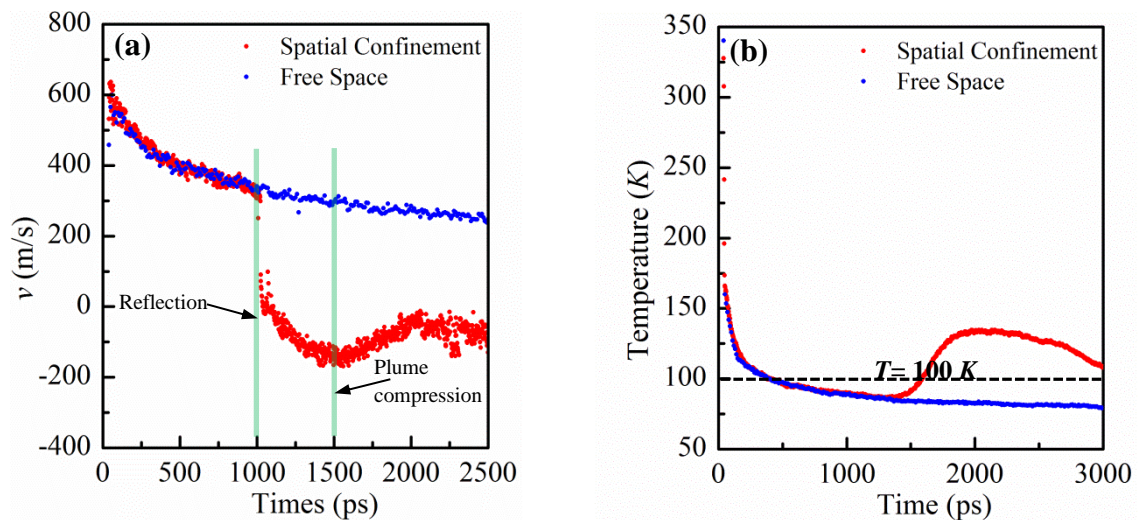 (a)
Spatial Confinement
Free Space
800
600
400
200
0
-200
-400
v (m/s)
Reflection
Plume
compression
0
500
1000
1500
2000
2500
Times (ps)
(b)
Spatial Confinement
Free Space
350
300
250
200
150
100
50
Temperature (K)
T= 100 K
0
1000
2000
3000
Time (ps)